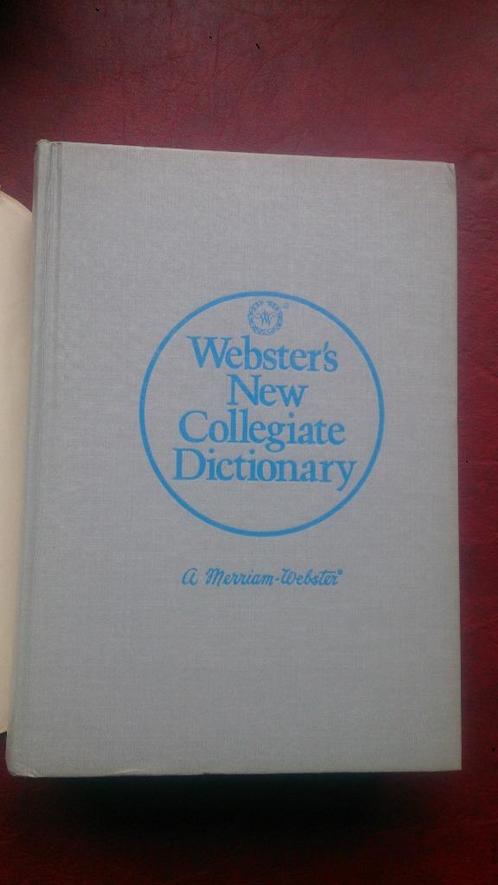 Webster's
New
Collegiate
Dictionary
A Merriam-Webster®